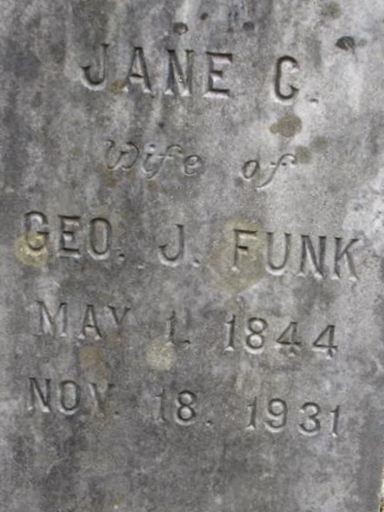 JANE C.
Wife of
GEO. J. FUNK
MAY 1. 1844
NOV. 18. 1931